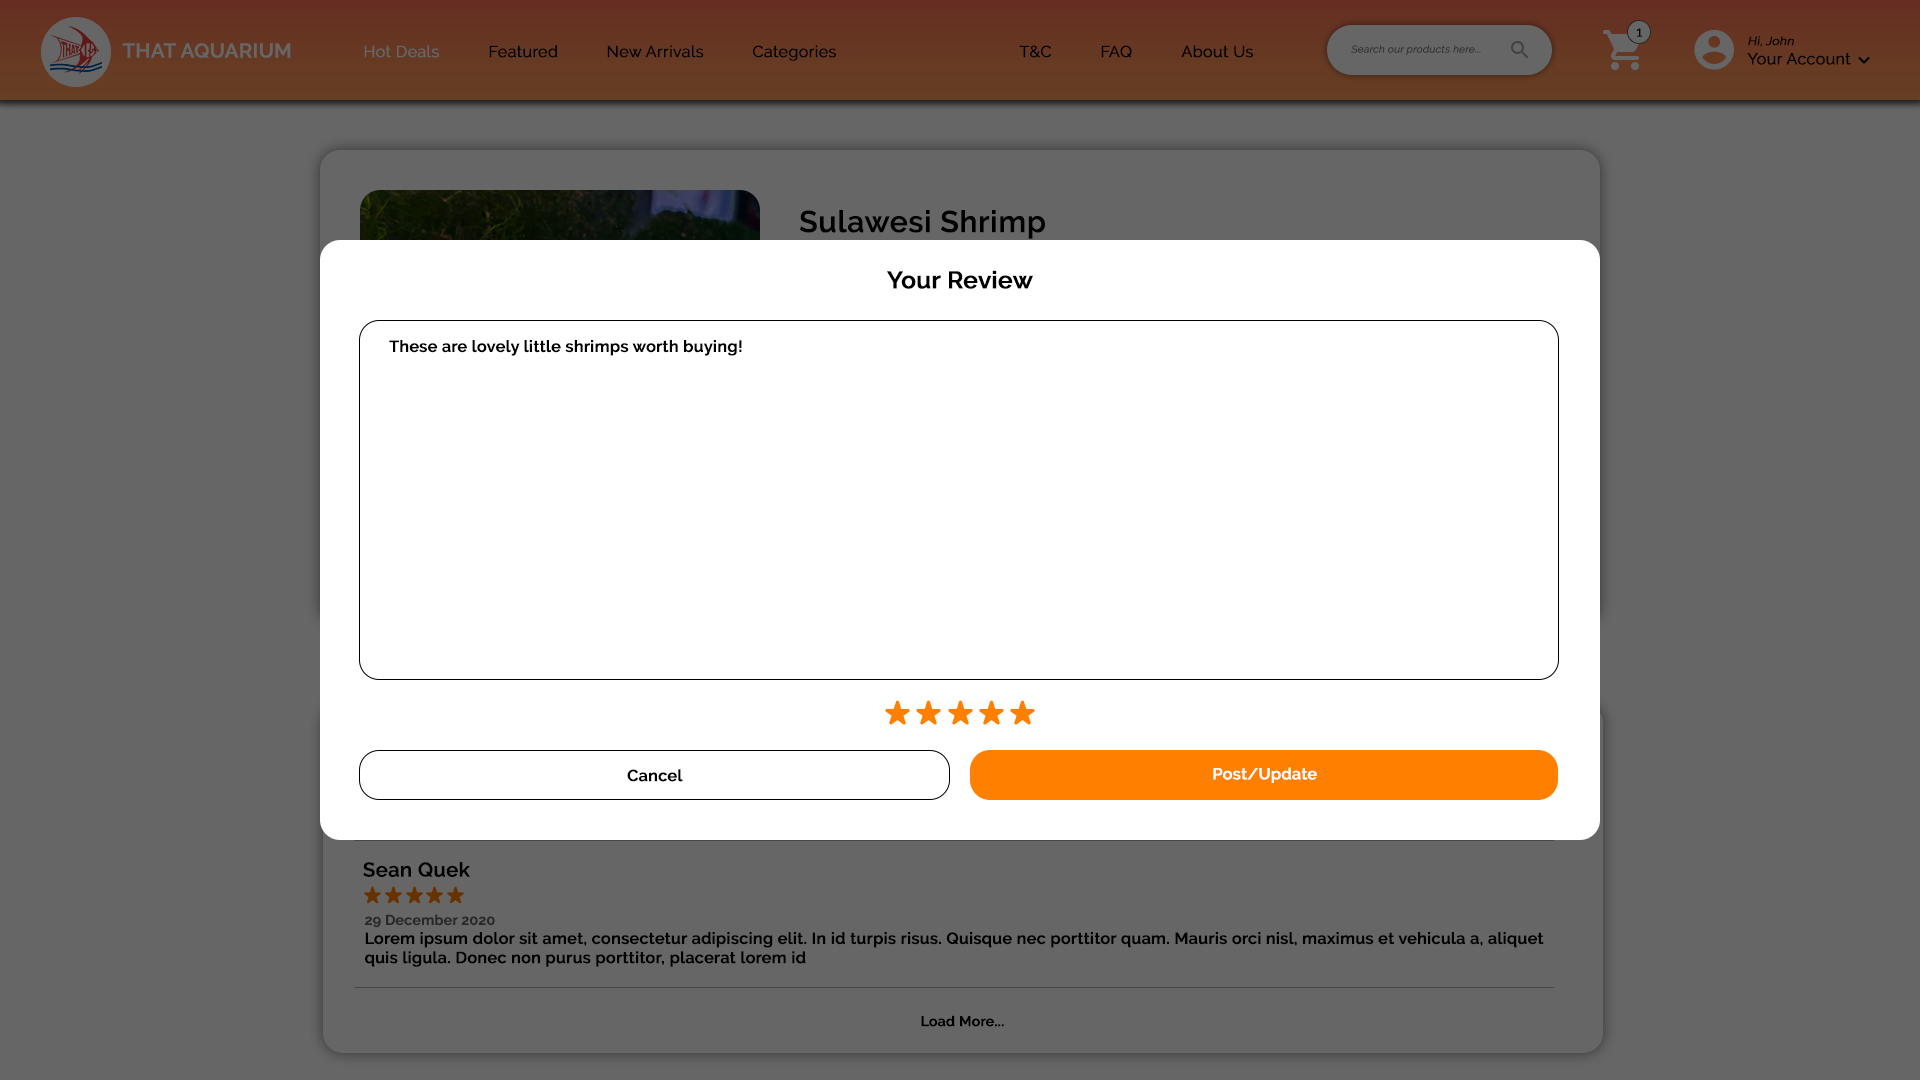 THAT AQUARIUM
Hot Deals
Featured
New Arrivals
Categories
T&C
FAQ
About Us
Search our products here...
1
Hi, John
Your Account
Sulawesi Shrimp
Your Review
These are lovely little shrimps worth buying!
Cancel
Post/Update
Sean Quek
29 December 2020
Lorem ipsum dolor sit amet, consectetur adipiscing elit. In id turpis risus. Quisque nec porttitor quam. Mauris orci nisl, maximus et vehicula a, aliquet
quis ligula. Donec non purus porttitor, placerat lorem id
Load More...